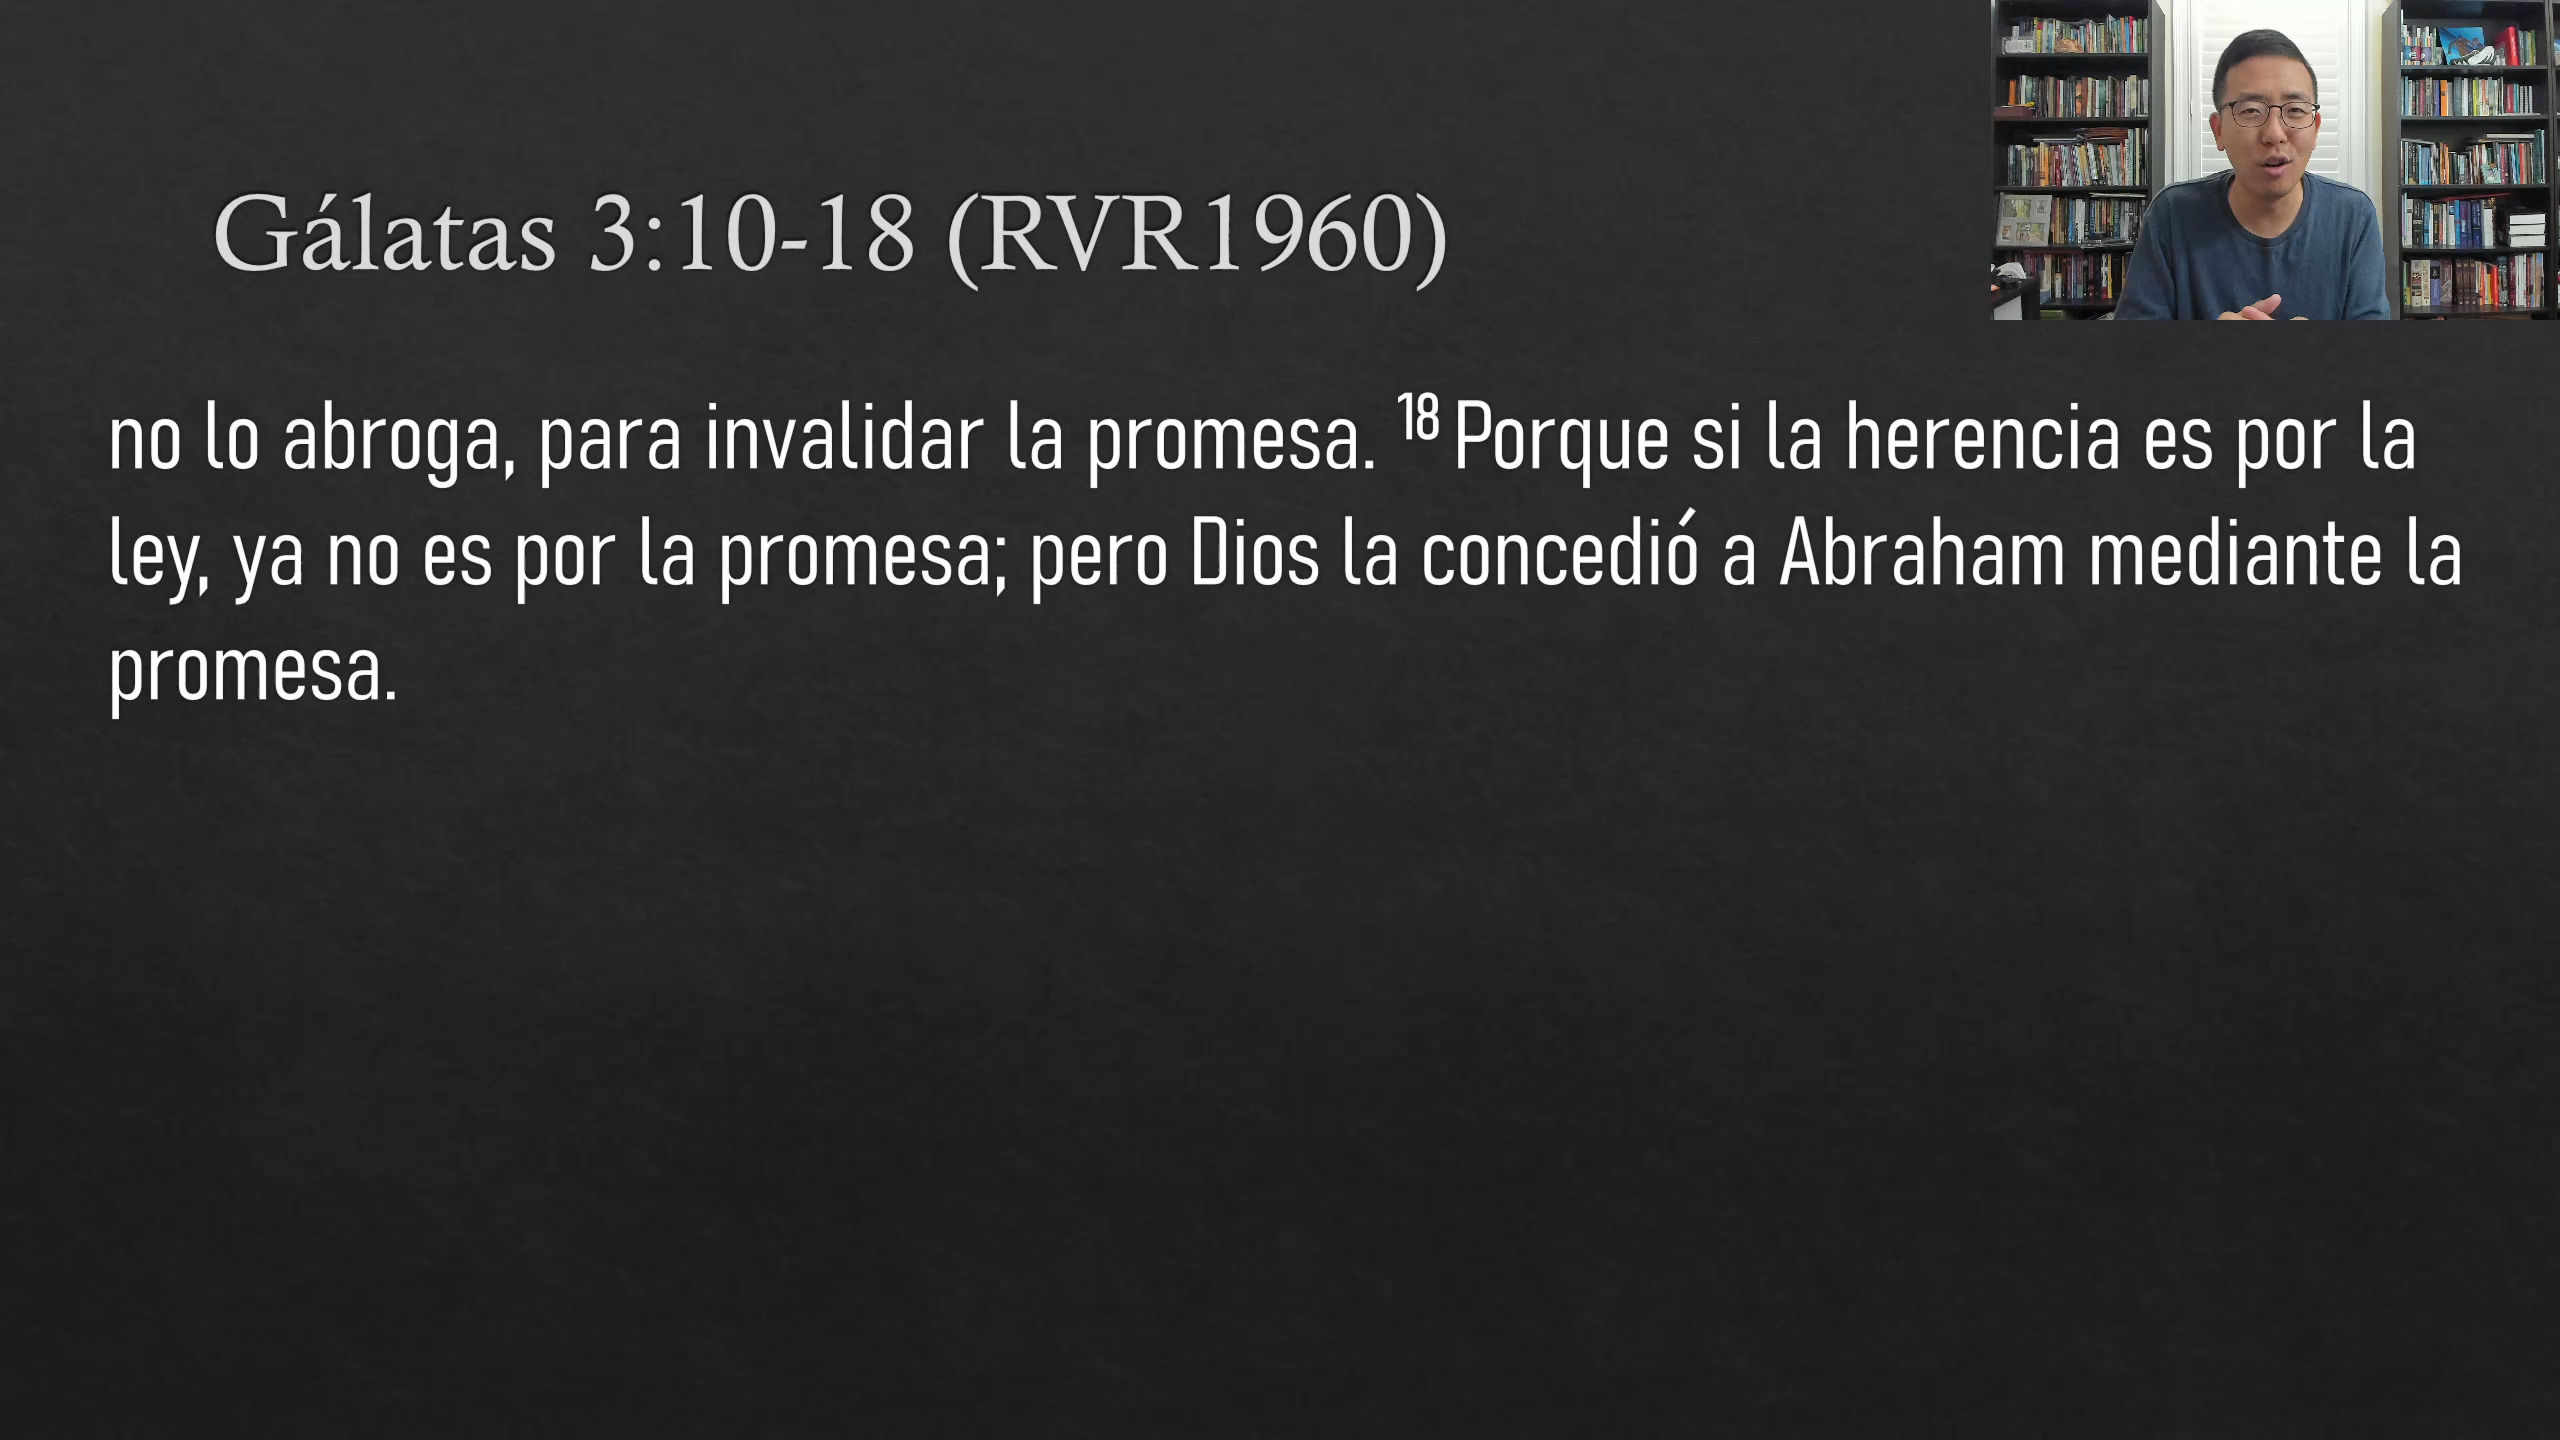 Gálatas 3:10-18 (RVR1960)
no lo abroga, para invalidar la promesa. 18 Porque si la herencia es por la
ley, ya no es por la promesa; pero Dios la concedió a Abraham mediante la
promesa.